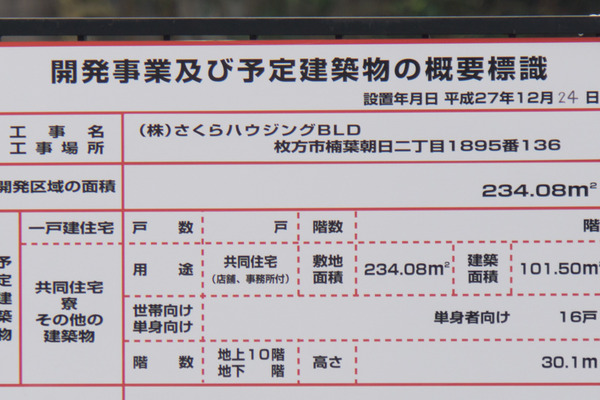 開発事業及び予定建築物の概要標識
設置年月日 平成27年12月24日
工事名 (株)さくらハウジングBLD
工事場所 枚方市楠葉朝日二丁目1895番136
開発区域の面積 234.08m²
予定建築物
一戸建住宅 戸数 戸 階数 階
共同住宅
寮
その他の
建築物
用途 共同住宅
(店舗、事務所付)
敷地
面積
234.08m²
建築
面積
101.50m²
世帯向け
単身向け
単身者向け 16戸
階数 地上10階
地下 階
高さ 30.1m